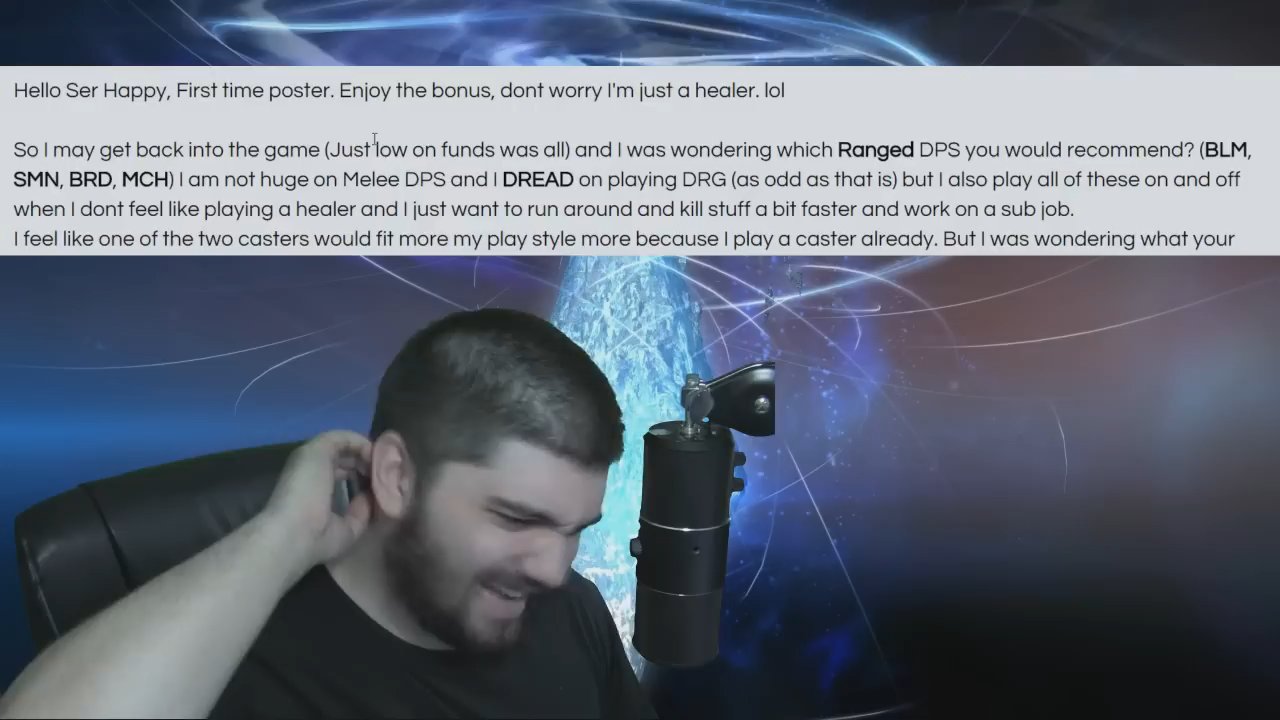 Hello Ser Happy, First time poster. Enjoy the bonus, dont worry I'm just a healer. lol
So I may get back into the game (Just low on funds was all) and I was wondering which Ranged DPS you would recommend? (BLM,
SMN, BRD, MCH) I am not huge on Melee DPS and I DREAD on playing DRG (as odd as that is) but I also play all of these on and off
when I dont feel like playing a healer and I just want to run around and kill stuff a bit faster and work on a sub job.
I feel like one of the two casters would fit more my play style more because I play a caster already. But I was wondering what your